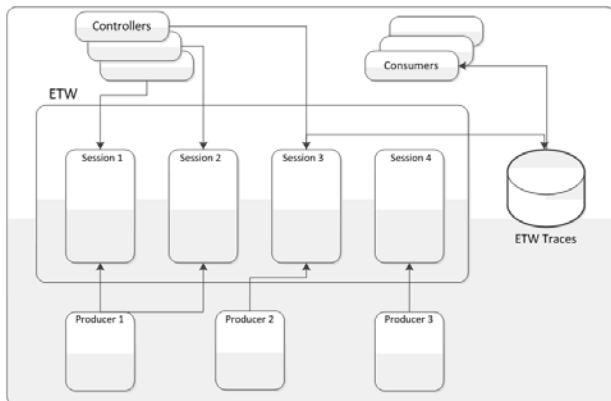 Controllers
Consumers
ETW
Session 1
Session 2
Session 3
Session 4
ETW Traces
Producer 1
Producer 2
Producer 3